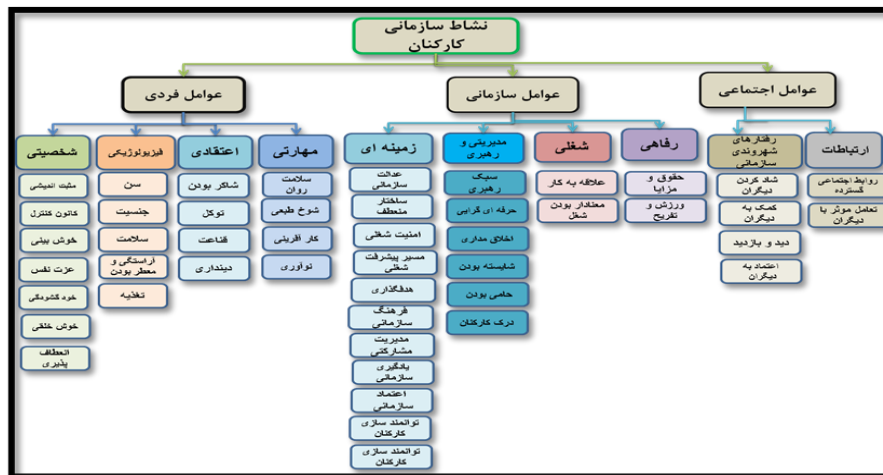 نشاط سازمانی
کارکنان
عوامل اجتماعی
عوامل سازمانی
عوامل فردی
ارتباطات
روابط اجتماعی
گسترده
تعامل موثر با
دیگران
رفتارهای
شهروندی
سازمانی
شاد کردن
دیگران
کمک به
دیگران
دید و بازدید
اعتماد به
دیگران
رفاهی
حقوق و
مزایا
ورزش و
تفریح
شغلی
علاقه به کار
معنادار بودن
شغل
مدیریتی و
رهبری
سبک
رهبری
حرفه ای گرایی
اخلاق مداری
شایسته بودن
حامی بودن
درک کارکنان
زمینه ای
عدالت
سازمانی
ساختار
منعطف
امنیت شغلی
مسیر پیشرفت
شغلی
هدفگذاری
فرهنگ
سازمانی
مدیریت
مشارکتی
یادگیری
سازمانی
اعتماد
سازمانی
توانمند سازی
کارکنان
توانمند سازی
کارکنان
مهارتی
سلامت
روان
شوخ طبعی
کار آفرینی
نوآوری
اعتقادی
شاکر بودن
توکل
قناعت
دینداری
فیزیولوژیکی
سن
جنسیت
سلامت
آراستگی و
معطر بودن
تغذیه
شخصیتی
مثبت اندیشی
کانون کنترل
خوش بینی
عزت نفس
خود گشودگی
خوش خلقی
انعطاف
پذیری